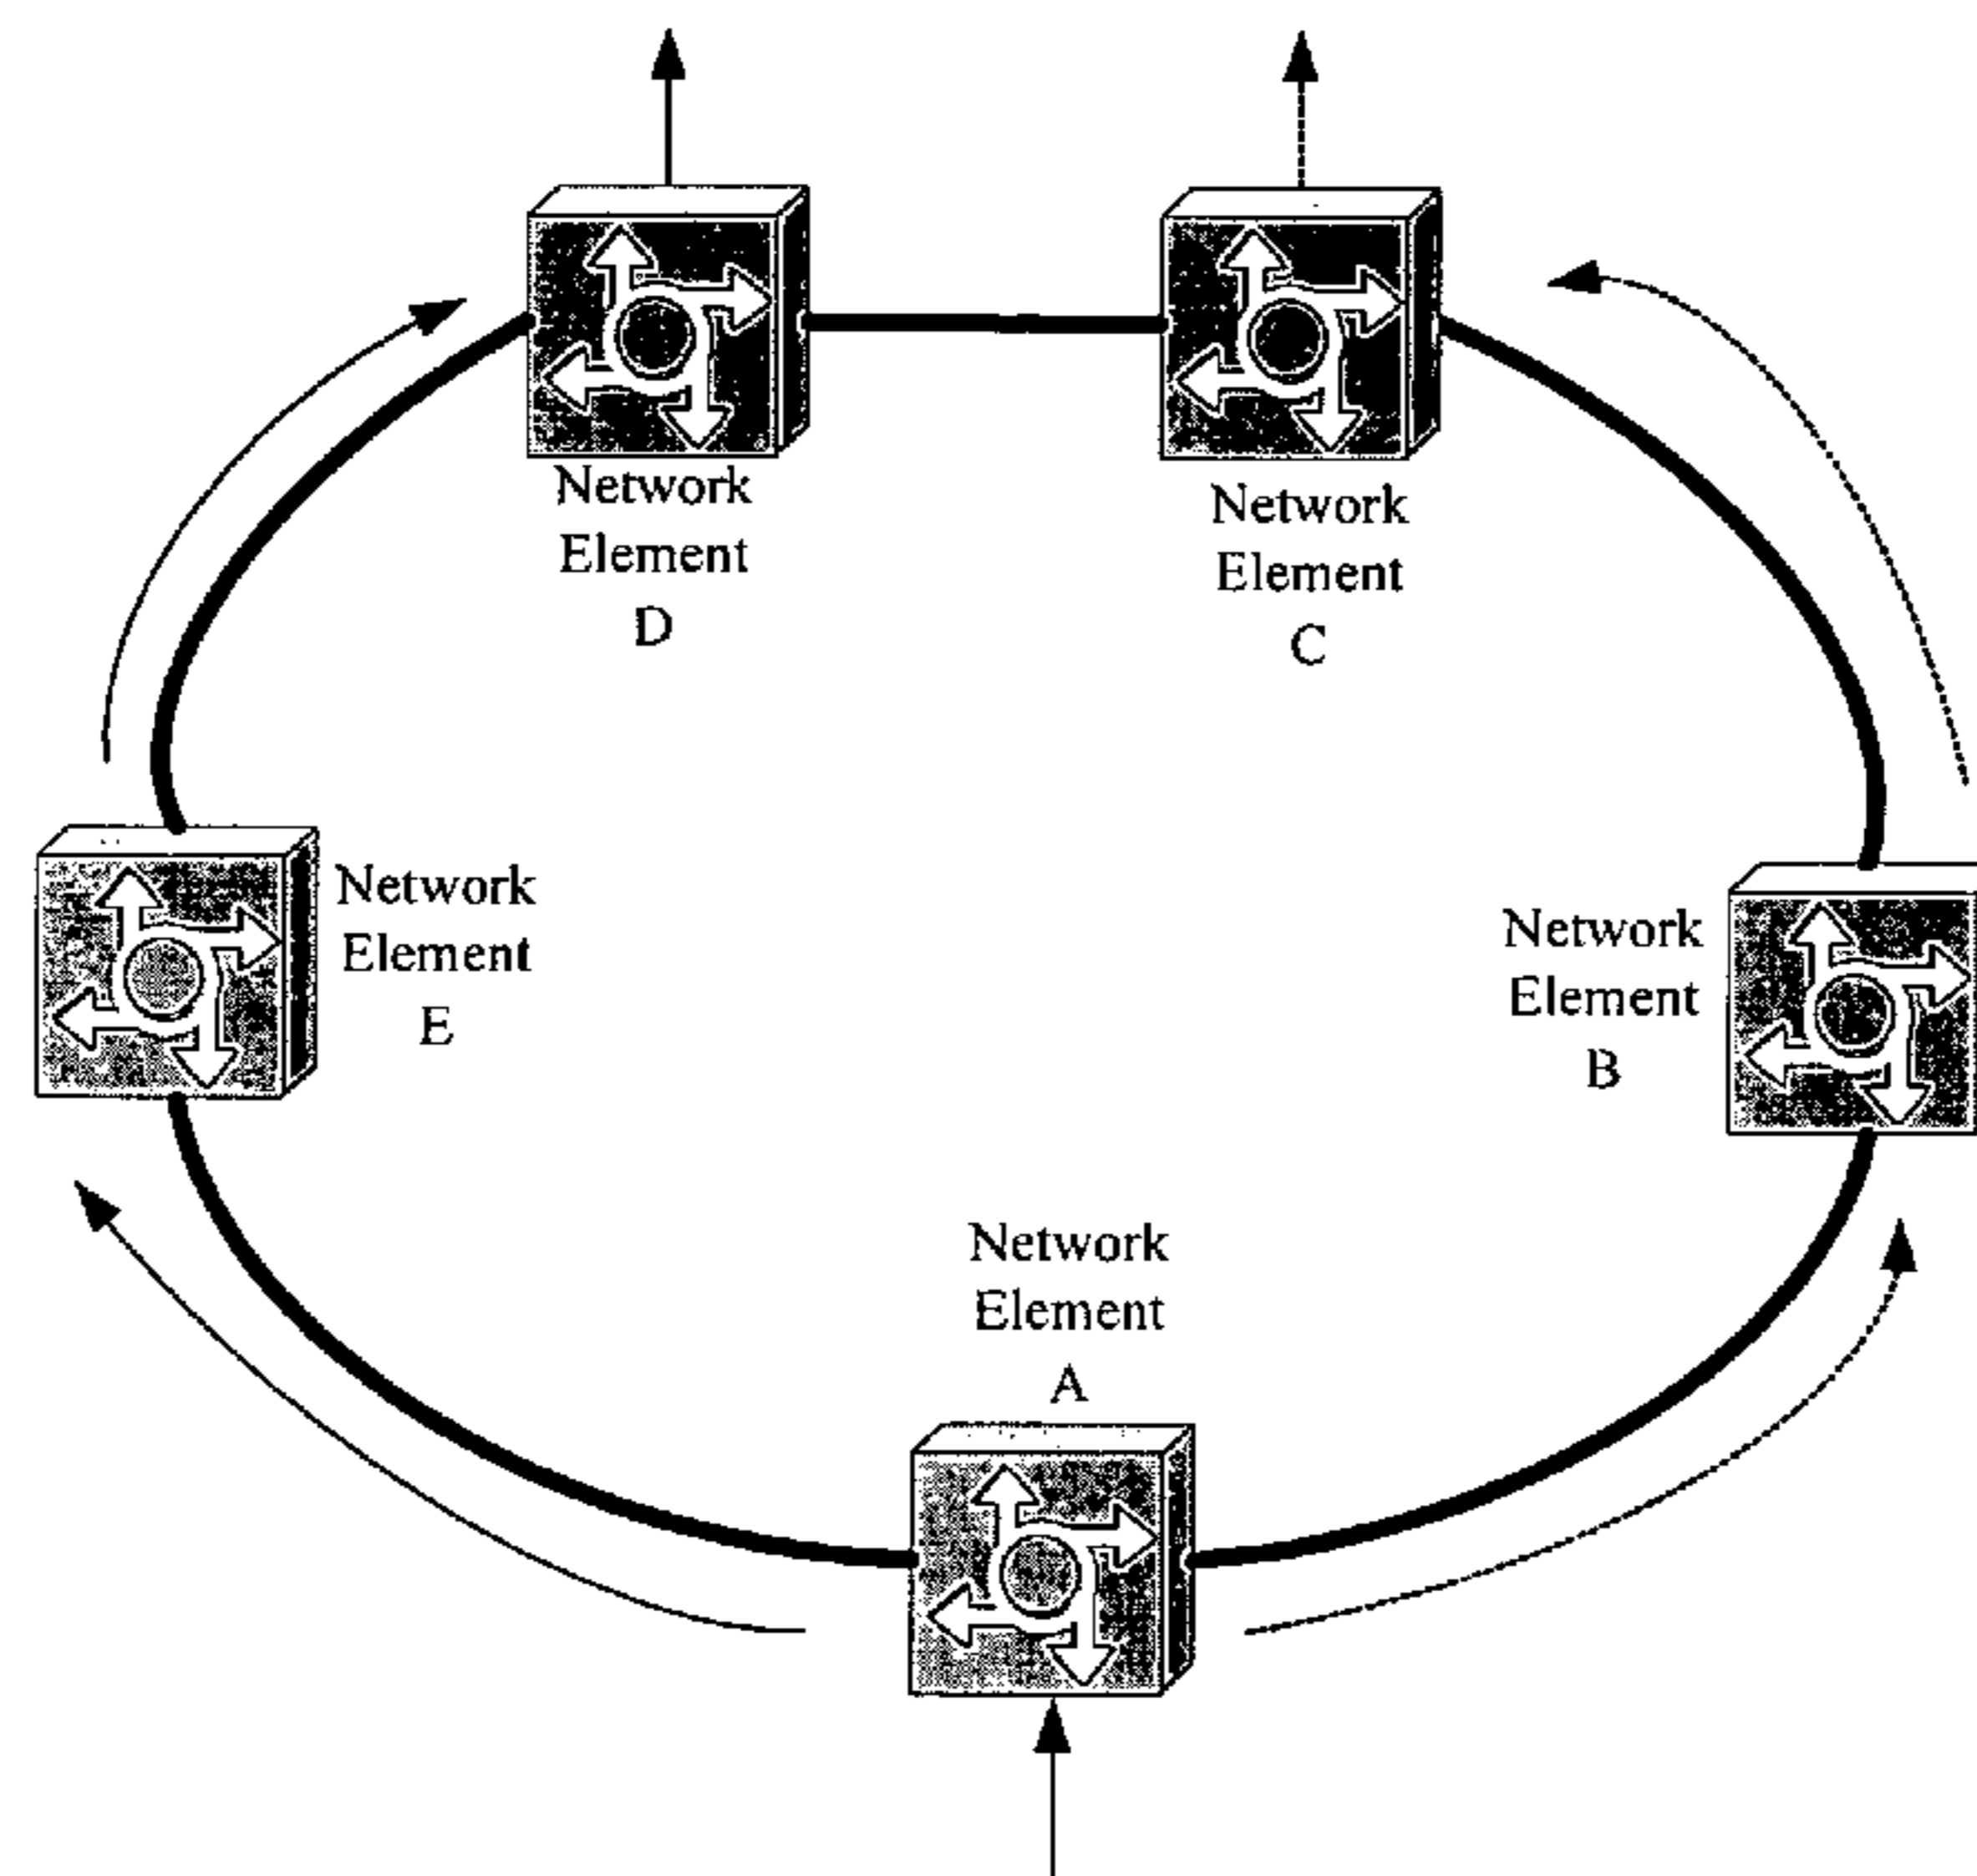 Network
Element
D
Network
Element
C
Network
Element
E
Network
Element
B
Network
Element
A